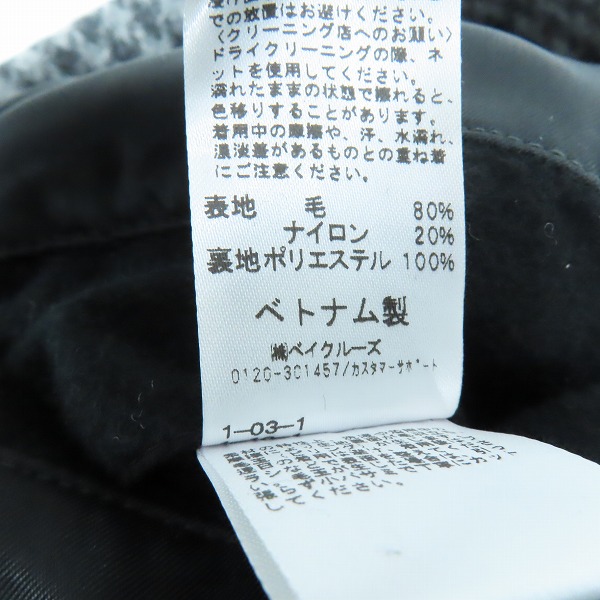 での放置はお避けください。
〈クリーニング店へのお願い〉
ドライクリーニングの際、ネ
ットを使用してください。
濡れたままの状態で擦れると、
色移りすることがあります。
着用中の摩擦や、汗、水濡れ、
濃淡差があるものとの重ね着
にご注意ください。
表地 毛 80%
ナイロン 20%
裏地ポリエステル 100%
ベトナム製
㈱ベイクルーズ
0120-301457/カスタマーサポート
1-03-1
してください。